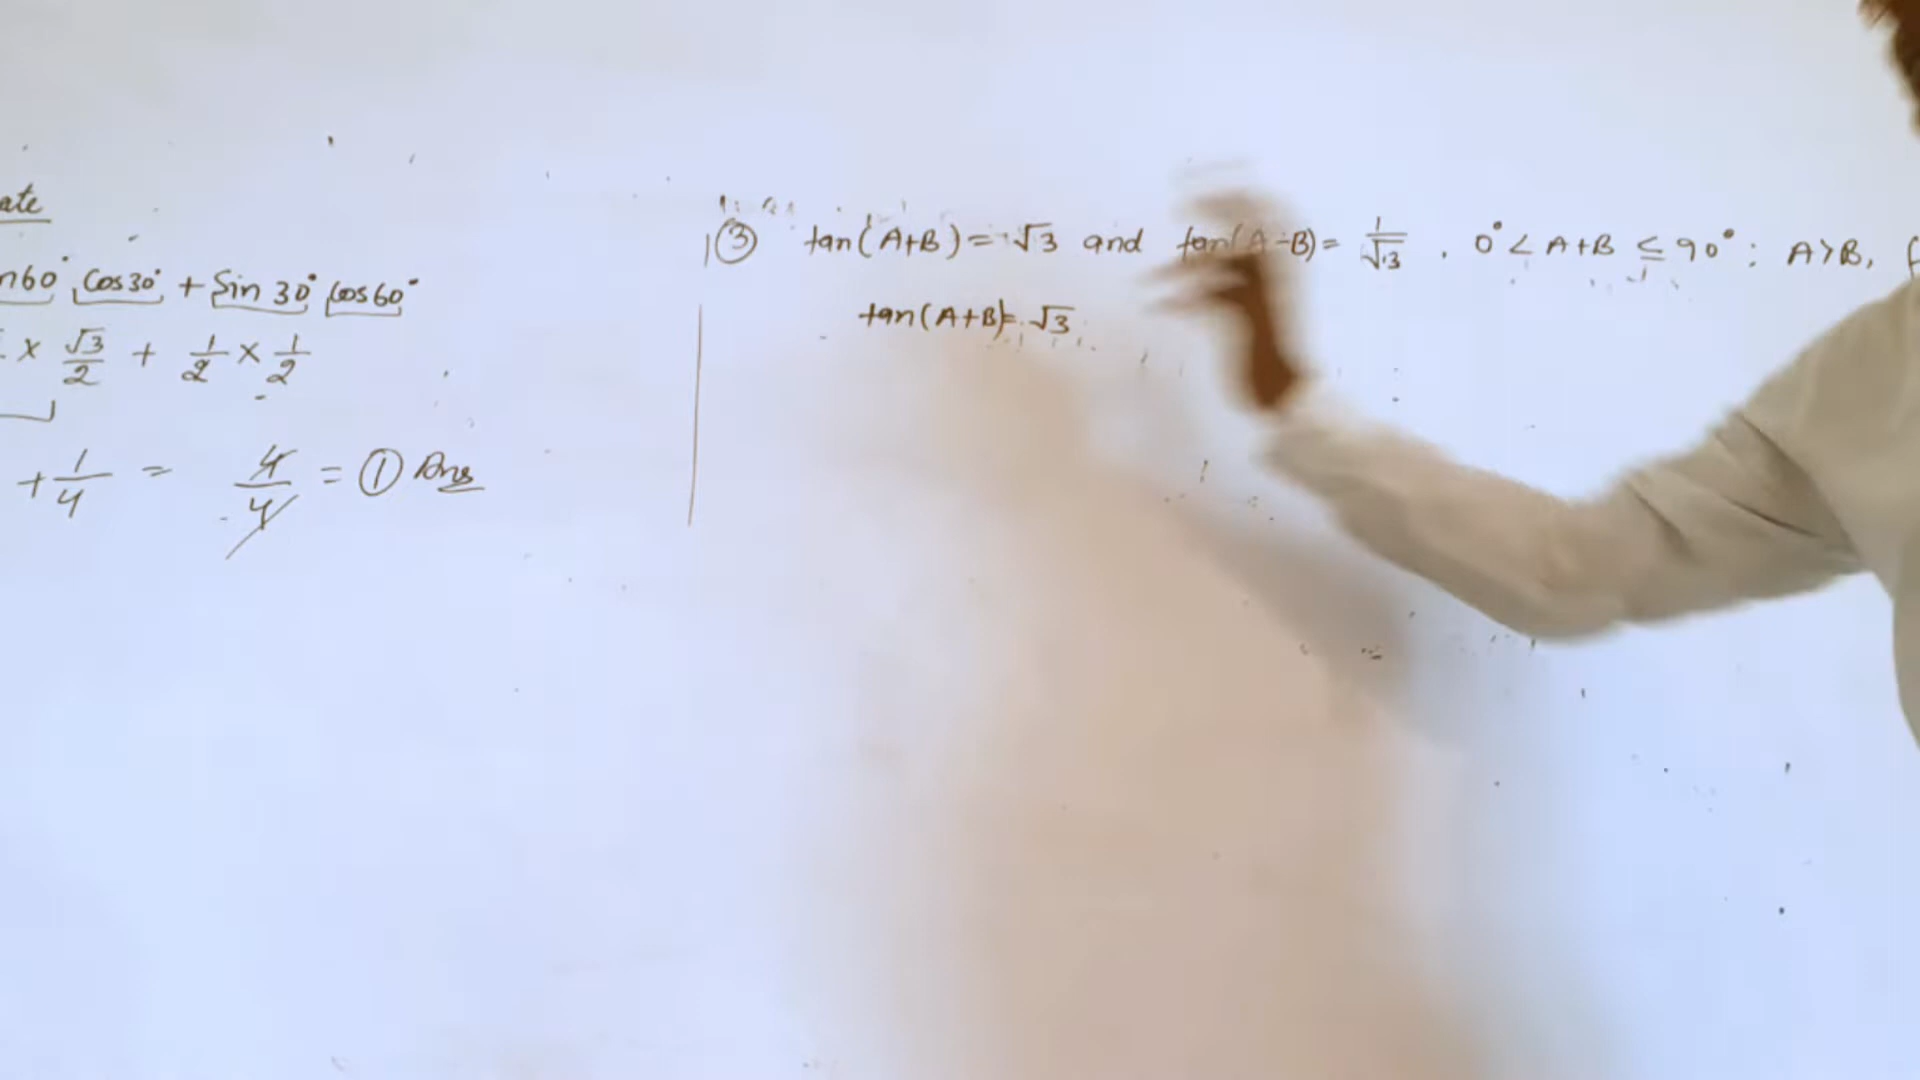 ate
n60° cos30° + Sin 30° cos60°
x √3/2 + 1/2 x 1/2
+ 1/4 = 4/4 = ① Ans
③ tan(A+B) = √3 and tan(A-B) = 1/√3 . 0° < A+B ≤ 90° ; A>B,
tan(A+B) = √3